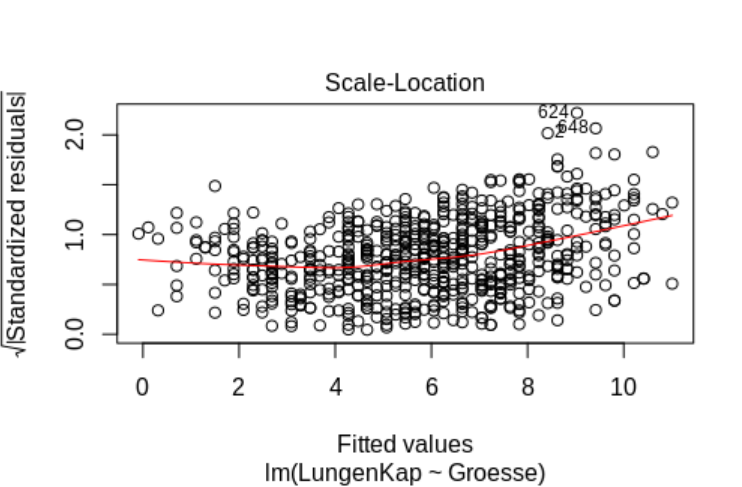 Scale-Location
624
648
2
√|Standardized residuals|
0.0
1.0
2.0
0 2 4 6 8 10
Fitted values
lm(LungenKap ~ Groesse)